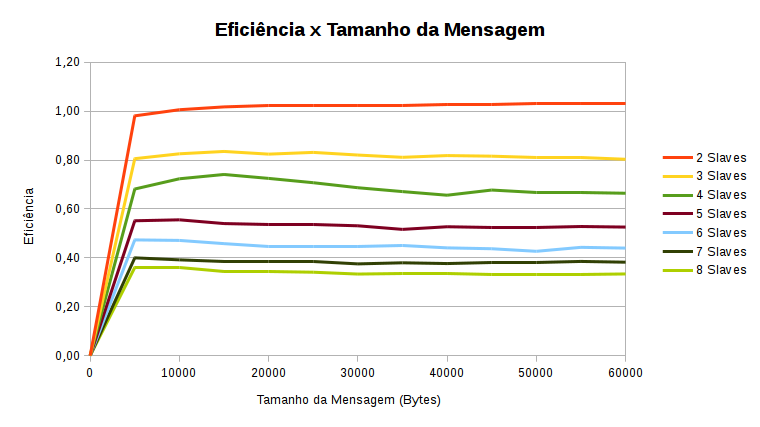 Eficiência x Tamanho da Mensagem
1,20
1,00
0,80
0,60
0,40
0,20
0,00
Eficiência
0 10000 20000 30000 40000 50000 60000
Tamanho da Mensagem (Bytes)
2 Slaves
3 Slaves
4 Slaves
5 Slaves
6 Slaves
7 Slaves
8 Slaves